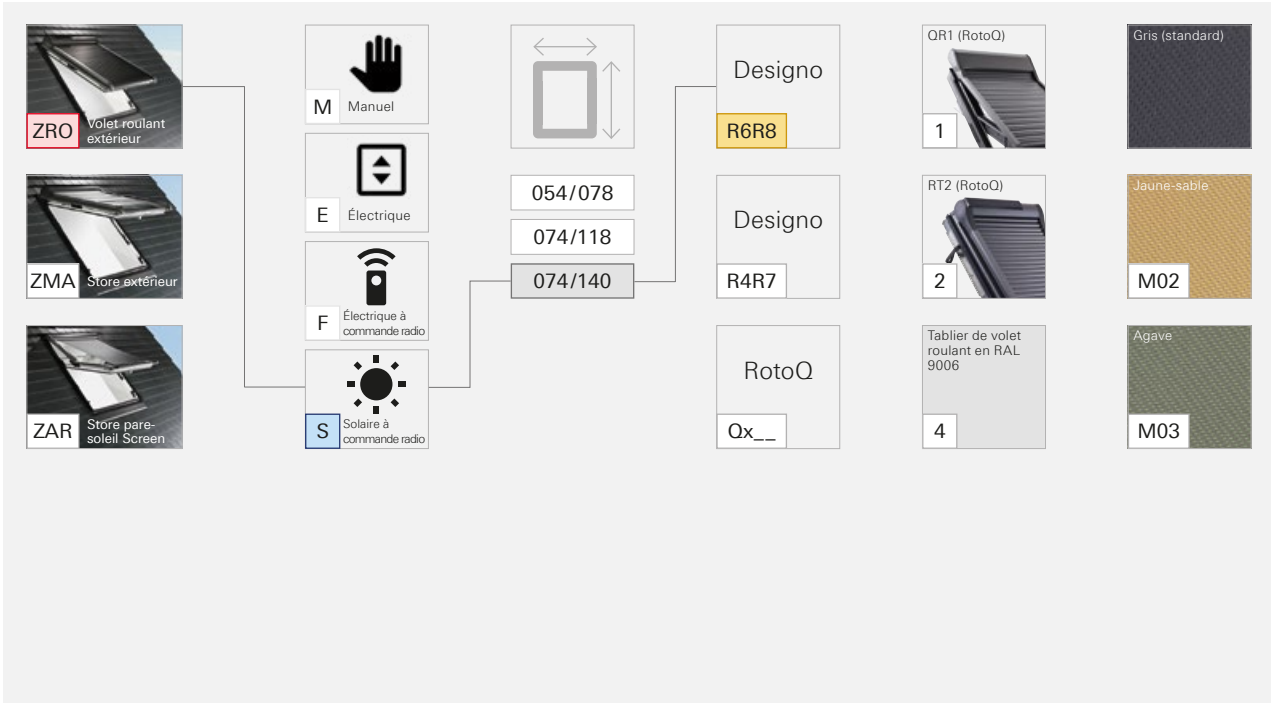 ZRO
Volet roulant
extérieur
ZMA
Store extérieur
ZAR
Store pare-
soleil Screen
M
Manuel
E
Électrique
F
Électrique à
commande radio
S
Solaire à
commande radio
054/078
074/118
074/140
Designo
R6R8
Designo
R4R7
RotoQ
Qx__
QR1 (RotoQ)
1
RT2 (RotoQ)
2
Tablier de volet
roulant en RAL
9006
4
Gris (standard)
Jaune-sable
M02
Agave
M03